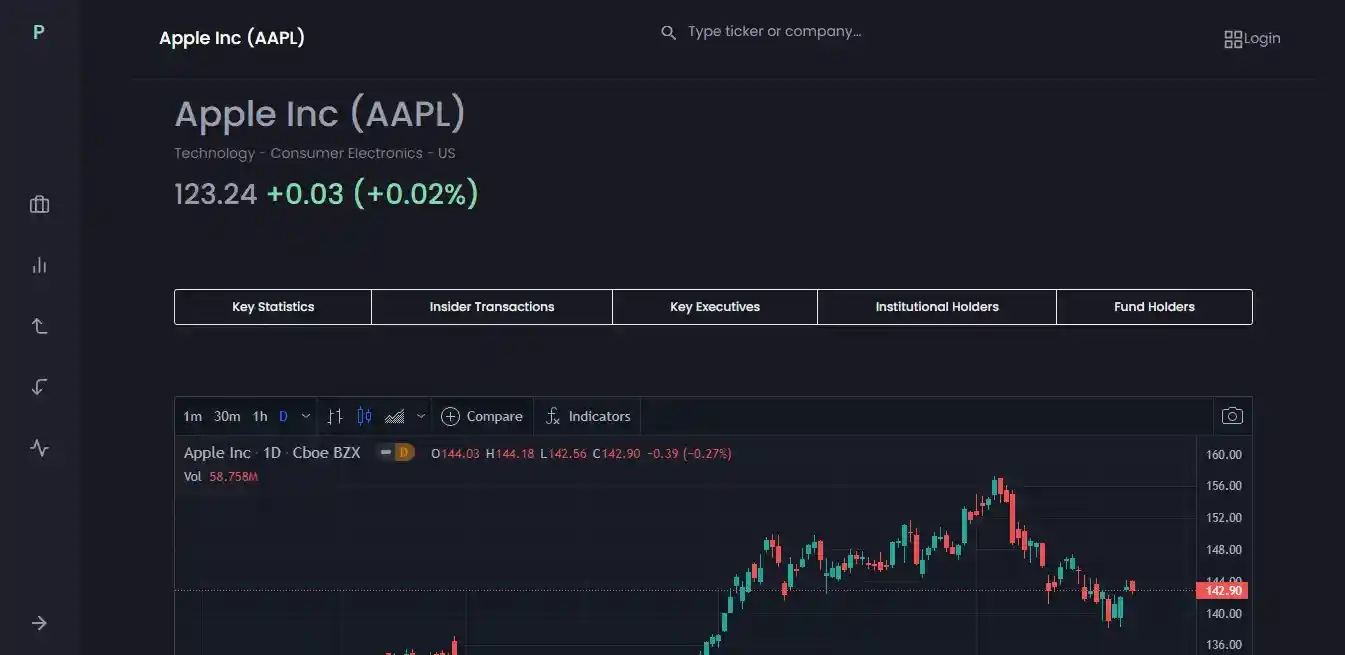 P
Apple Inc (AAPL)
Type ticker or company...
Login
Apple Inc (AAPL)
Technology - Consumer Electronics - US
123.24 +0.03 (+0.02%)
Key Statistics Insider Transactions Key Executives Institutional Holders Fund Holders
1m 30m 1h D Compare Indicators
Apple Inc · 1D · Cboe BZX D O144.03 H144.18 L142.56 C142.90 −0.39 (−0.27%)
Vol 58.758M
160.00
156.00
152.00
148.00
144.00
142.90
140.00
136.00